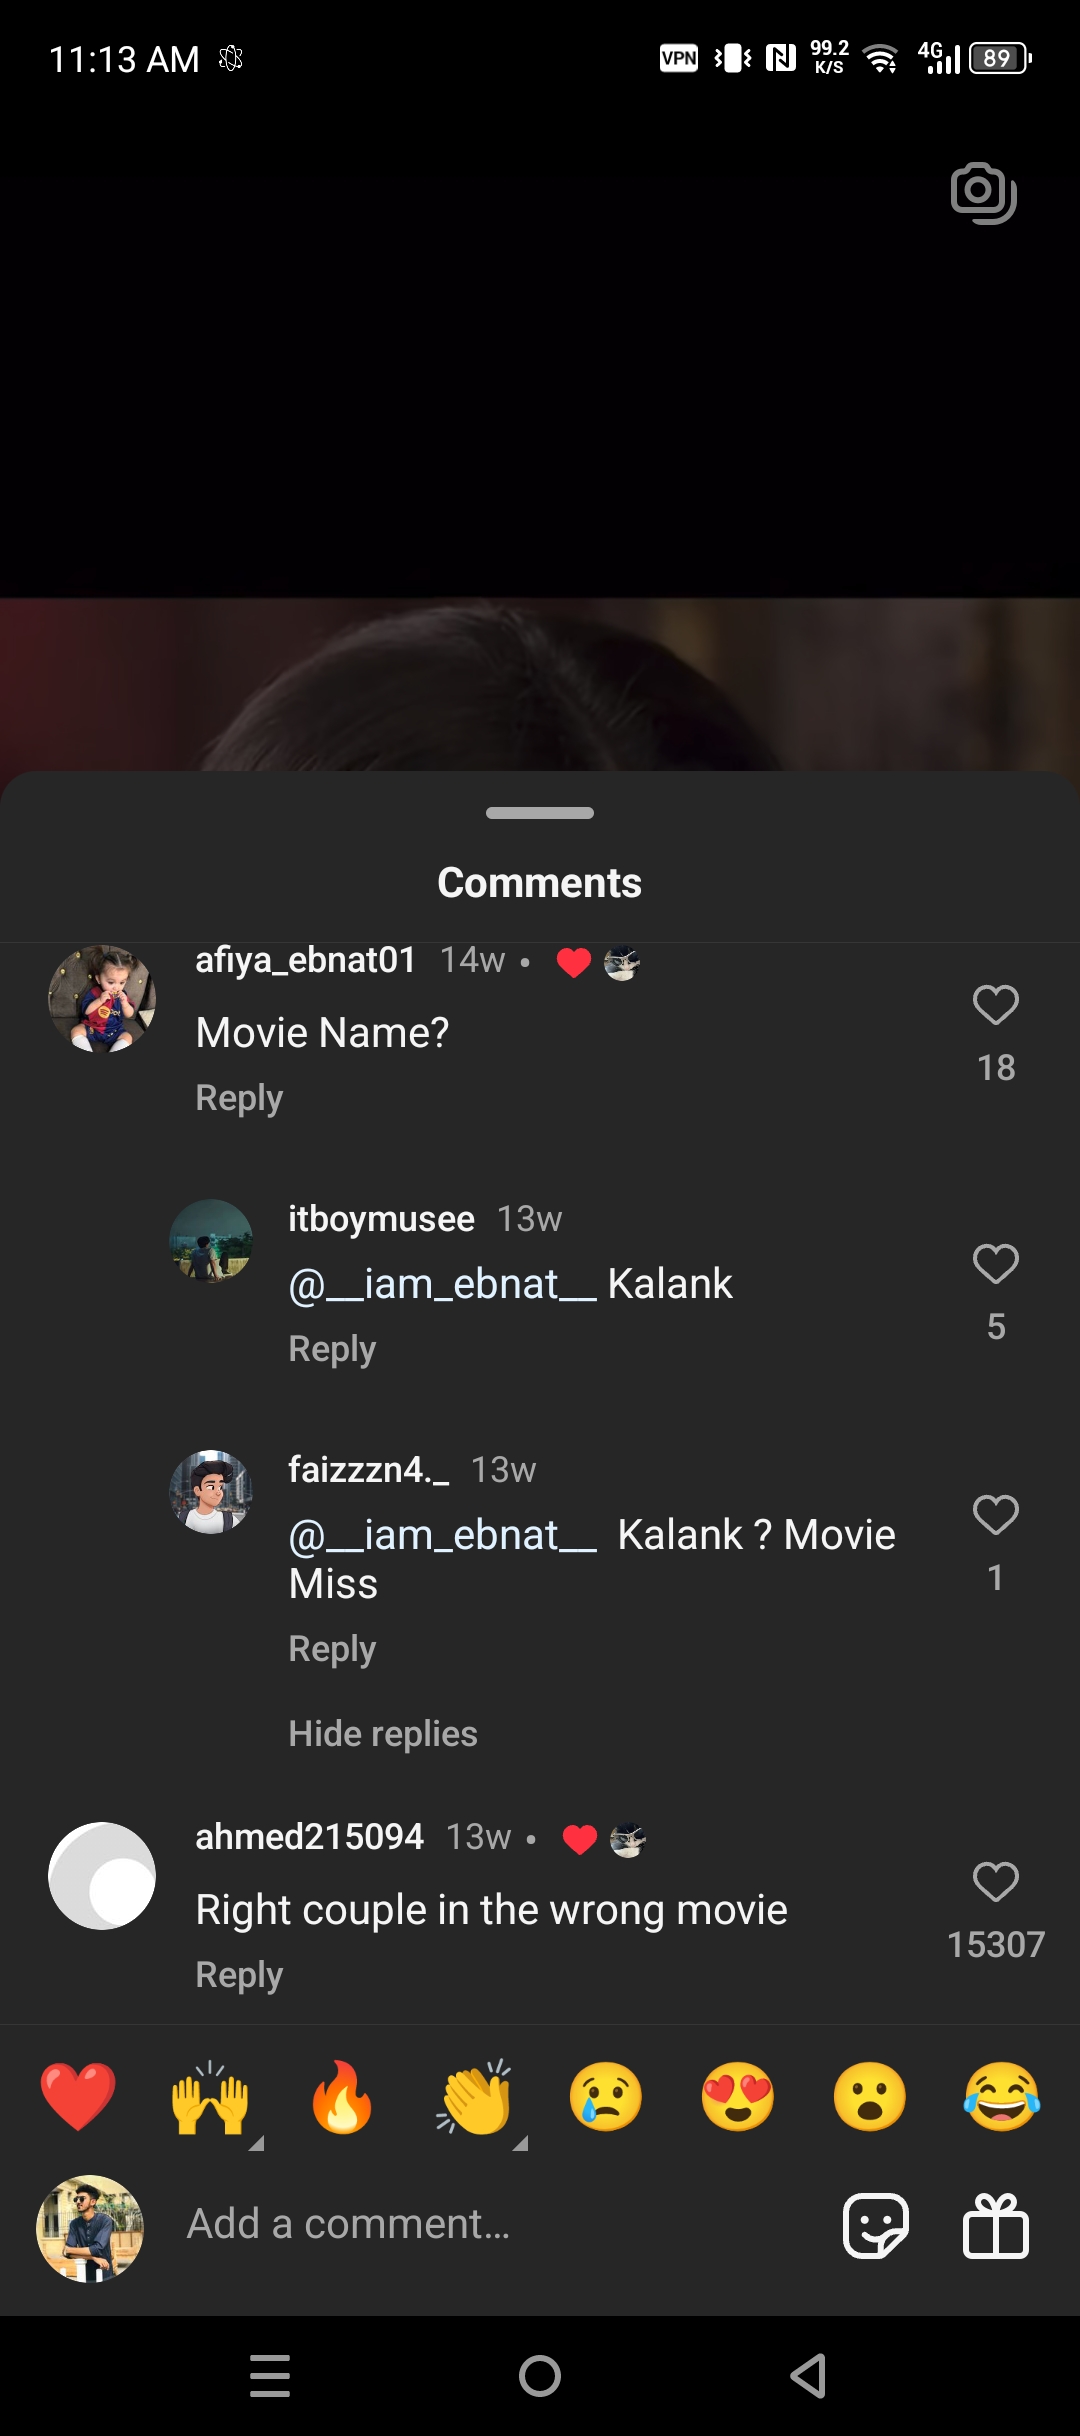 11:13 AM
VPN
99.2
K/S
4G
89
Comments
afiya_ebnat01 14w •
Movie Name?
18
Reply
itboymusee 13w
@__iam_ebnat__ Kalank
5
Reply
faizzzn4._ 13w
@__iam_ebnat__ Kalank ? Movie
Miss
1
Reply
Hide replies
ahmed215094 13w •
Right couple in the wrong movie
15307
Reply
Add a comment...